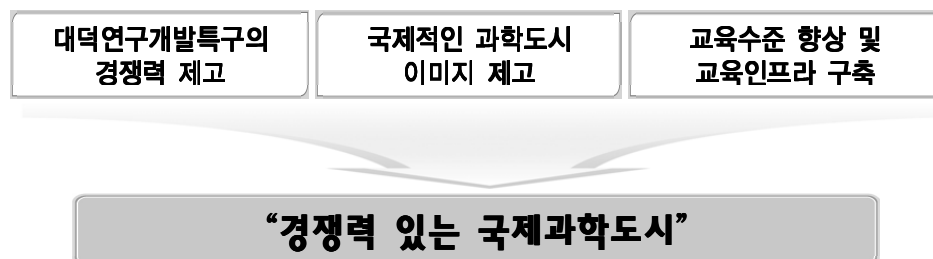 대덕연구개발특구의
경쟁력 제고
국제적인 과학도시
이미지 제고
교육수준 향상 및
교육인프라 구축
“경쟁력 있는 국제과학도시”